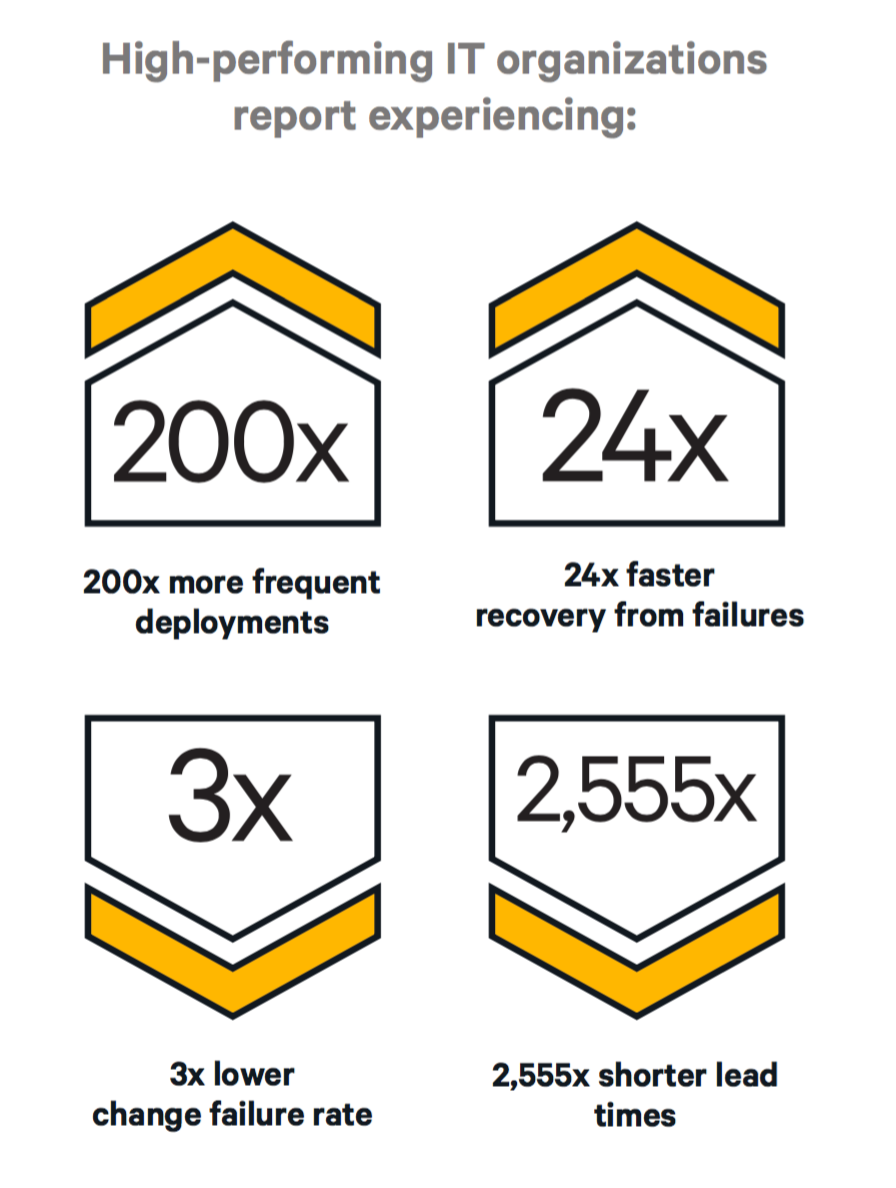 High-performing IT organizations
report experiencing:
200x
24x
200x more frequent
deployments
24x faster
recovery from failures
3x
2,555x
3x lower
change failure rate
2,555x shorter lead
times